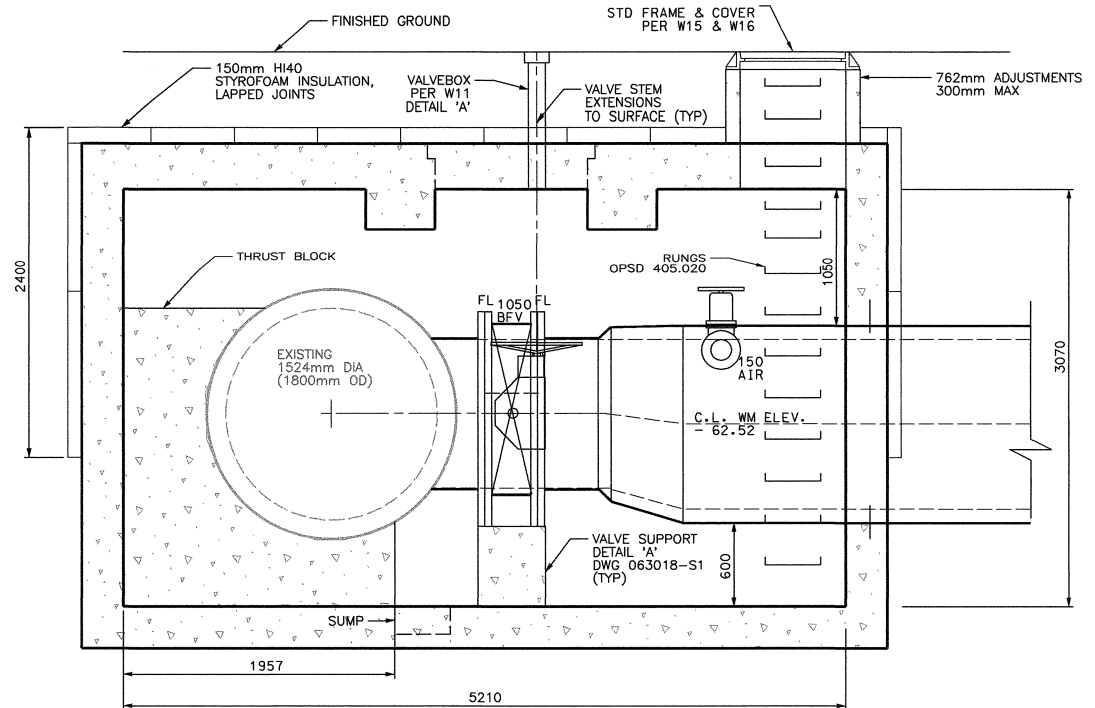 FINISHED GROUND
STD FRAME & COVER
PER W15 & W16
150mm HI40
STYROFOAM INSULATION,
LAPPED JOINTS
VALVEBOX
PER W11
DETAIL 'A'
VALVE STEM
EXTENSIONS
TO SURFACE (TYP)
762mm ADJUSTMENTS
300mm MAX
2400
THRUST BLOCK
RUNGS
OPSD 405.020
1050
3070
FL 1050 FL
BFV
EXISTING
1524mm DIA
(1800mm OD)
150
AIR
C.L. WM ELEV.
- 62.52
VALVE SUPPORT
DETAIL 'A'
DWG 063018-S1
(TYP)
600
SUMP
1957
5210